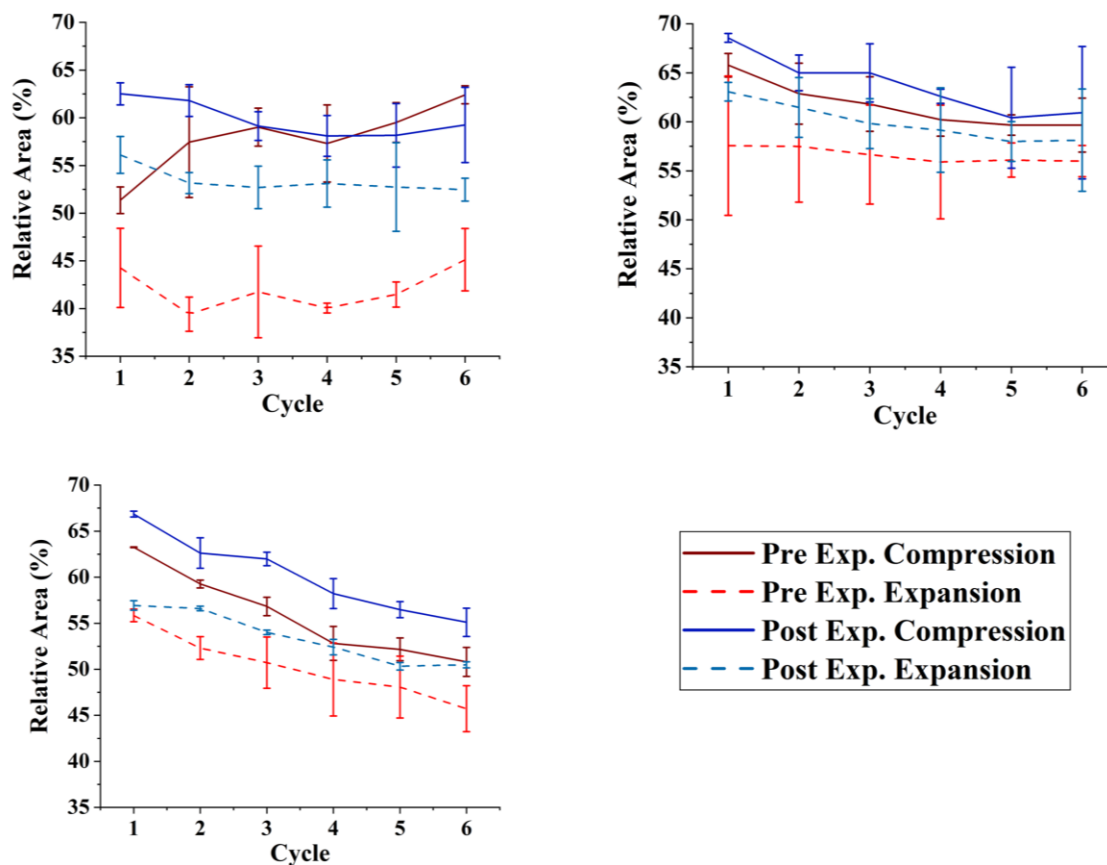 70
65
60
55
50
45
40
35
Relative Area (%)
1 2 3 4 5 6
Cycle
70
65
60
55
50
45
40
35
Relative Area (%)
1 2 3 4 5 6
Cycle
70
65
60
55
50
45
40
35
Relative Area (%)
1 2 3 4 5 6
Cycle
Pre Exp. Compression
Pre Exp. Expansion
Post Exp. Compression
Post Exp. Expansion